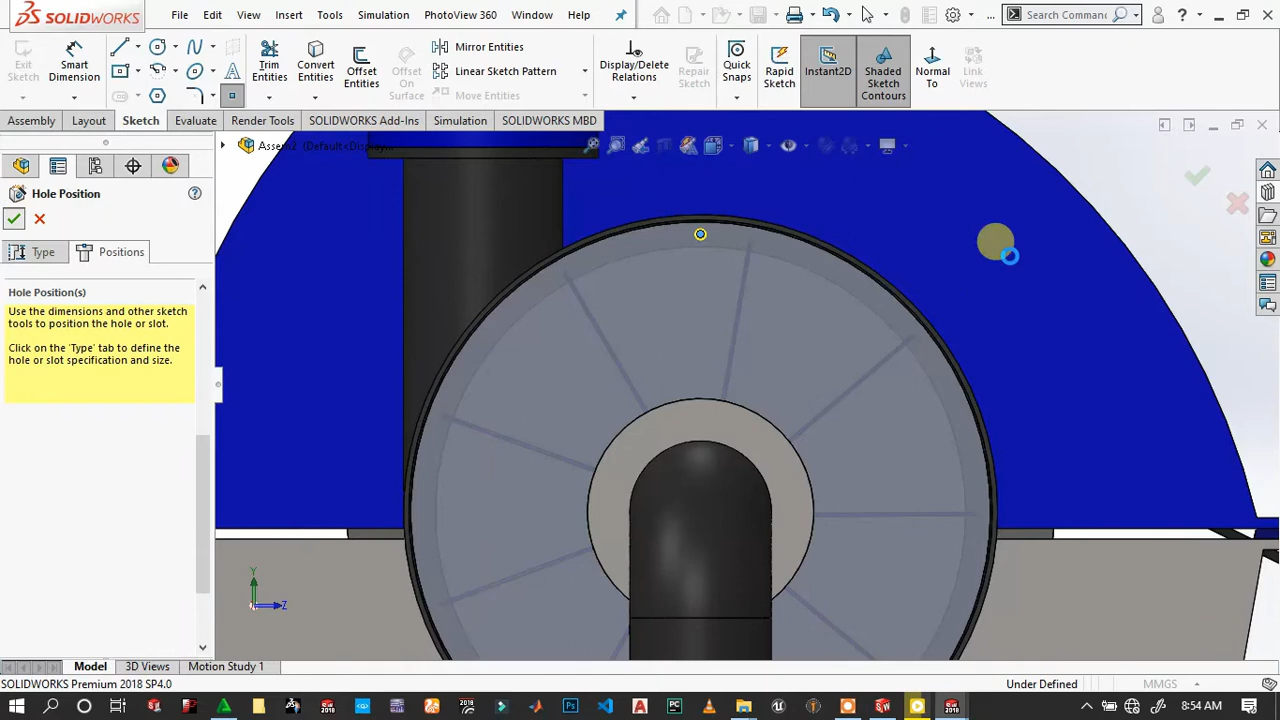 SOLIDWORKS
File Edit View Insert Tools Simulation PhotoView 360 Window Help
... Search Comman
Exit Sketch
Smart Dimension
Trim Entities
Convert Entities
Offset Entities
Offset On Surface
Mirror Entities
Linear Sketch Pattern
Move Entities
Display/Delete Relations
Repair Sketch
Quick Snaps
Rapid Sketch
Instant2D
Shaded Sketch Contours
Normal To
Link Views
Assembly Layout Sketch Evaluate Render Tools SOLIDWORKS Add-Ins Simulation SOLIDWORKS MBD
Assem2 (Default<Display...
Hole Position
Type Positions
Hole Position(s)
Use the dimensions and other sketch
tools to position the hole or slot.
Click on the 'Type' tab to define the
hole or slot specification and size.
Y
Z
Model 3D Views Motion Study 1
SOLIDWORKS Premium 2018 SP4.0 Under Defined MMGS
8:54 AM